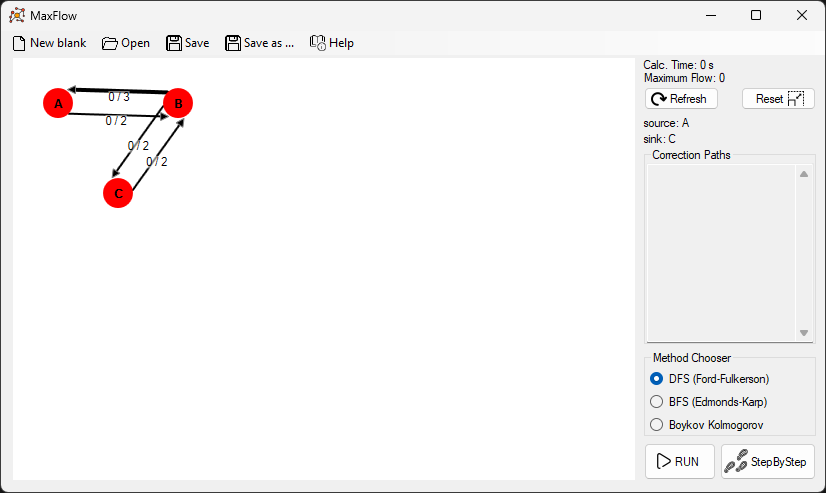 MaxFlow
New blank Open Save Save as ... Help
Calc. Time: 0 s
Maximum Flow: 0
Refresh Reset
source: A
sink: C
Correction Paths
A 0 / 3 B
0 / 2
0 / 2
0 / 2
C
Method Chooser
DFS (Ford-Fulkerson)
BFS (Edmonds-Karp)
Boykov Kolmogorov
RUN StepByStep